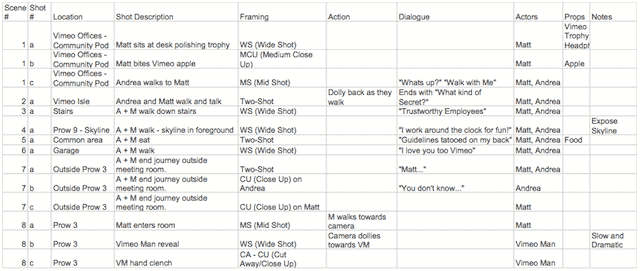 Scene # Shot # Location Shot Description Framing Action Dialogue Actors Props Notes
1 a Vimeo Offices - Community Pod Matt sits at desk polishing trophy WS (Wide Shot) Matt Vimeo Trophy
1 b Vimeo Offices - Community Pod Matt bites Vimeo apple MCU (Medium Close Up) Matt Apple
1 c Vimeo Offices - Community Pod Andrea walks to Matt MS (Mid Shot) "Whats up?" "Walk with Me" Matt, Andrea
2 a Vimeo Isle Andrea and Matt walk and talk Two-Shot Dolly back as they walk Ends with "What kind of Secret?" Matt, Andrea
3 a Stairs A + M walk down stairs WS (Wide Shot) "Trustworthy Employees" Matt, Andrea
4 a Prow 9 - Skyline A + M walk - skyline in foreground WS (Wide Shot) "I work around the clock for fun!" Matt, Andrea Expose Skyline
5 a Common area A + M eat Two-Shot "Guidelines tatooed on my back" Matt, Andrea Food
6 a Garage A + M walk WS (Wide Shot) "I love you too Vimeo" Matt, Andrea
7 a Outside Prow 3 A + M end journey outside meeting room. Two-Shot "Matt..." Matt, Andrea
7 b Outside Prow 3 A + M end journey outside meeting room. CU (Close Up) on Andrea "You don't know..." Andrea
7 c Outside Prow 3 A + M end journey outside meeting room. CU (Close Up) on Matt Matt
8 a Prow 3 Matt enters room MS (Mid Shot) M walks towards camera Matt
8 b Prow 3 Vimeo Man reveal WS (Wide Shot) Camera dollies towards VM Vimeo Man Slow and Dramatic
8 c Prow 3 VM hand clench CA - CU (Cut Away/Close Up) Vimeo Man